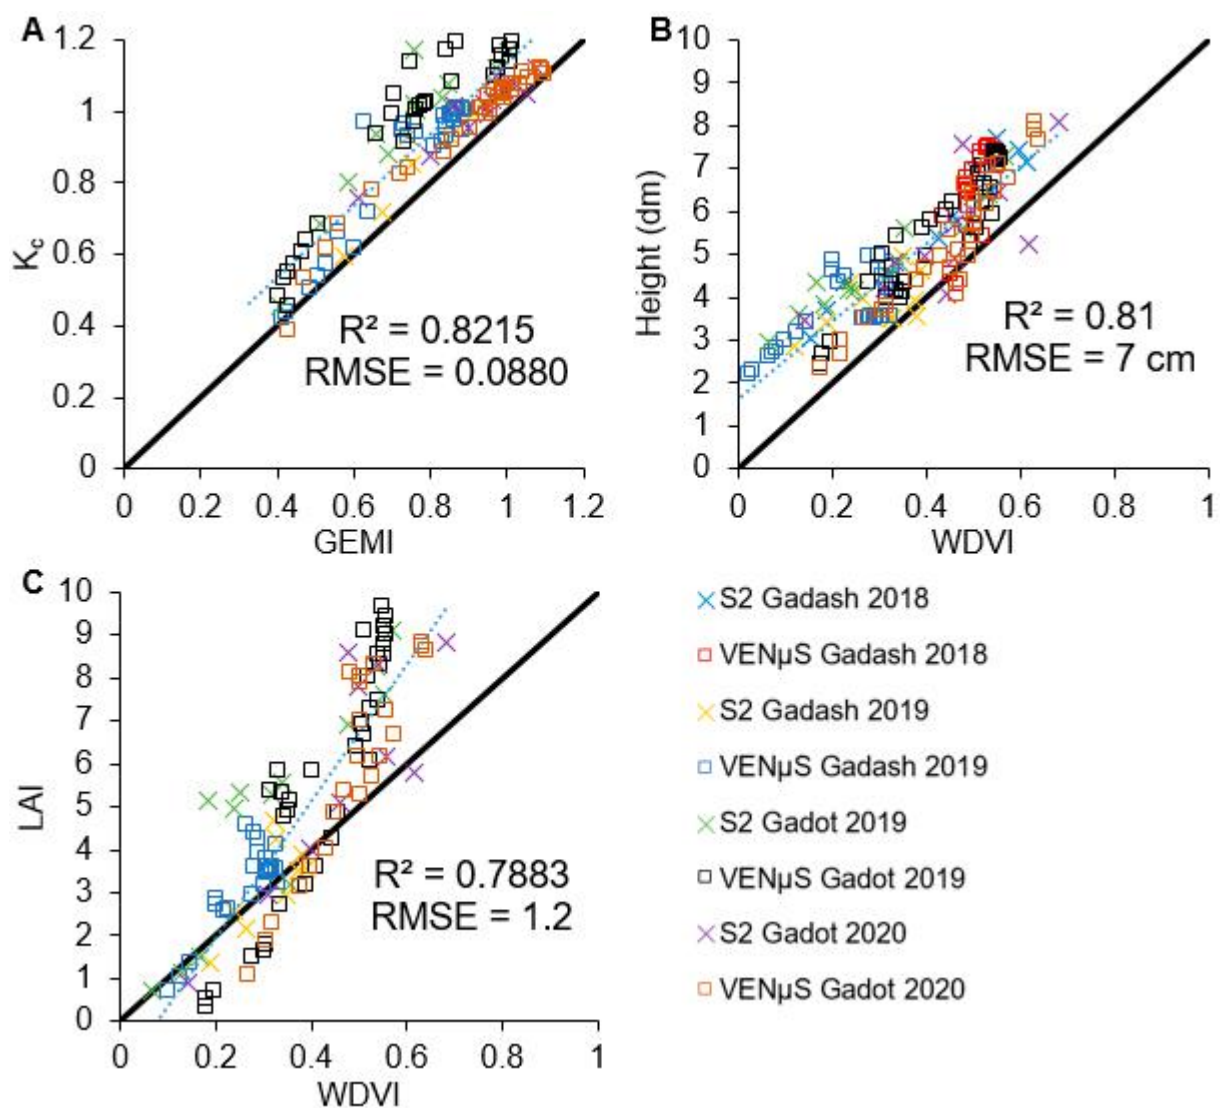 A
1.2
1
0.8
0.6
0.4
0.2
0
Kc
0 0.2 0.4 0.6 0.8 1 1.2
GEMI
R² = 0.8215
RMSE = 0.0880
B
10
9
8
7
6
5
4
3
2
1
0
Height (dm)
0 0.2 0.4 0.6 0.8 1
WDVI
R² = 0.81
RMSE = 7 cm
C
10
9
8
7
6
5
4
3
2
1
0
LAI
0 0.2 0.4 0.6 0.8 1
WDVI
R² = 0.7883
RMSE = 1.2
S2 Gadash 2018
VENµS Gadash 2018
S2 Gadash 2019
VENµS Gadash 2019
S2 Gadot 2019
VENµS Gadot 2019
S2 Gadot 2020
VENµS Gadot 2020